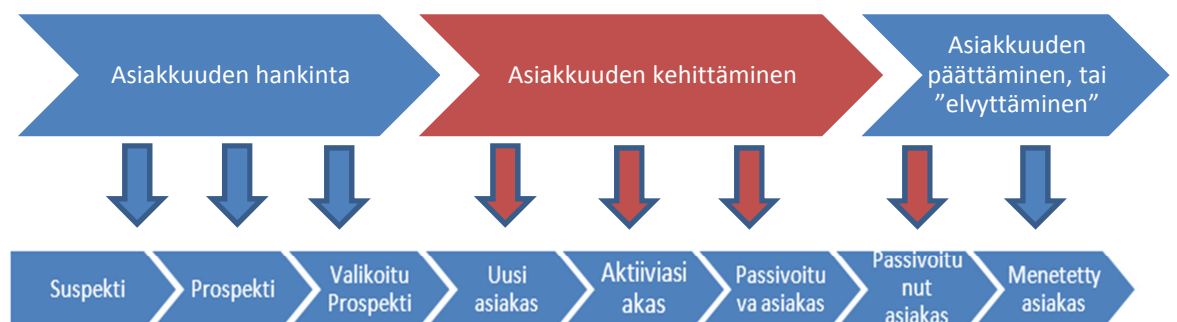 Asiakkuuden hankinta
Asiakkuuden kehittäminen
Asiakkuuden
päättäminen, tai
”elvyttäminen”
Suspekti
Prospekti
Valikoitu
Prospekti
Uusi
asiakas
Aktiiviasi
akas
Passivoitu
va asiakas
Passivoitu
nut
asiakas
Menetetty
asiakas